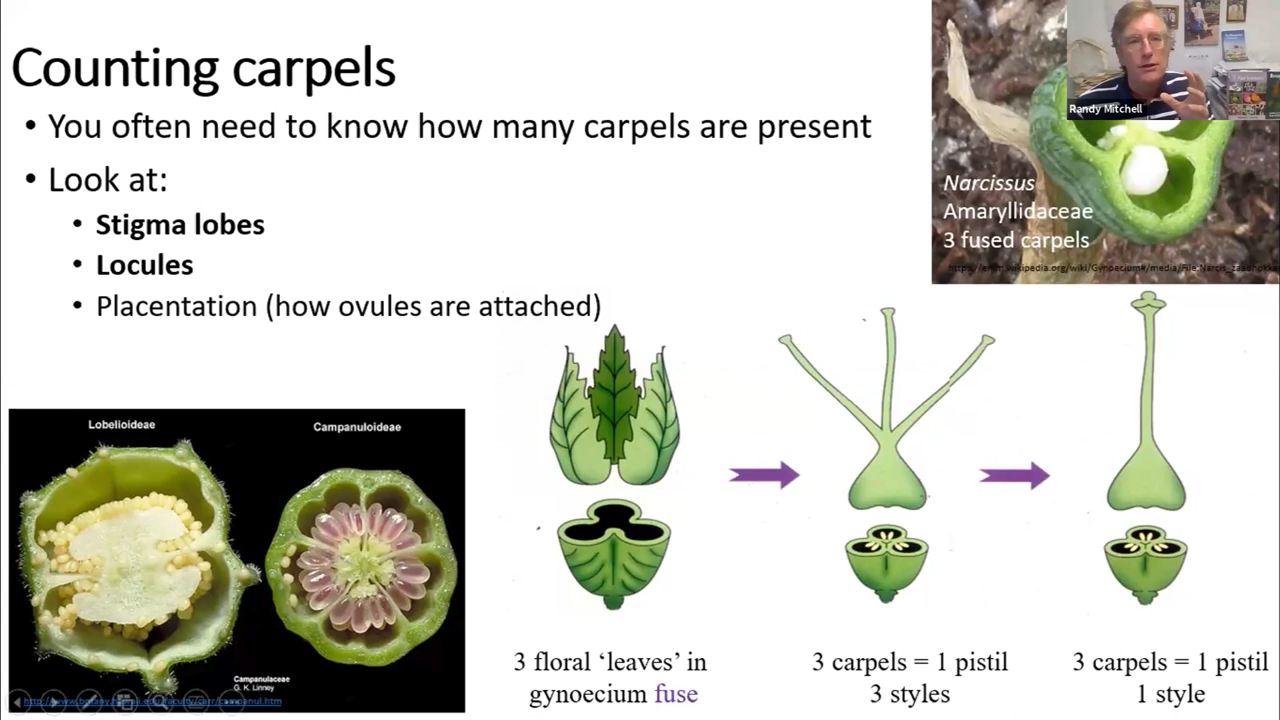 Counting carpels
• You often need to know how many carpels are present
• Look at:
• Stigma lobes
• Locules
• Placentation (how ovules are attached)
Randy Mitchell
Narcissus
Amaryllidaceae
3 fused carpels
Lobelioideae
Campanuloideae
Campanulaceae
G. K. Linney
3 floral ‘leaves’ in
gynoecium fuse
3 carpels = 1 pistil
3 styles
3 carpels = 1 pistil
1 style